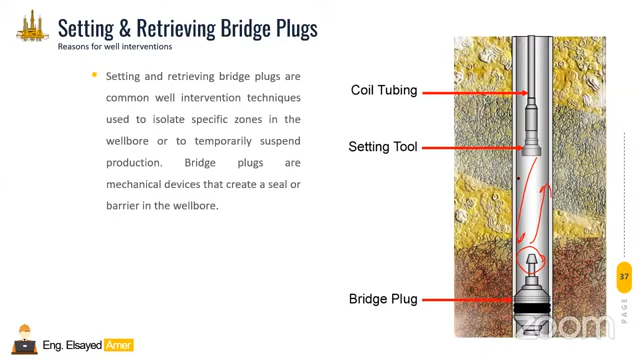 Setting & Retrieving Bridge Plugs
Reasons for well interventions
Setting and retrieving bridge plugs are
common well intervention techniques
used to isolate specific zones in the
wellbore or to temporarily suspend
production. Bridge plugs are
mechanical devices that create a seal or
barrier in the wellbore.
Coil Tubing
Setting Tool
Bridge Plug
37
PAGE
Eng. Elsayed Amer
zoom